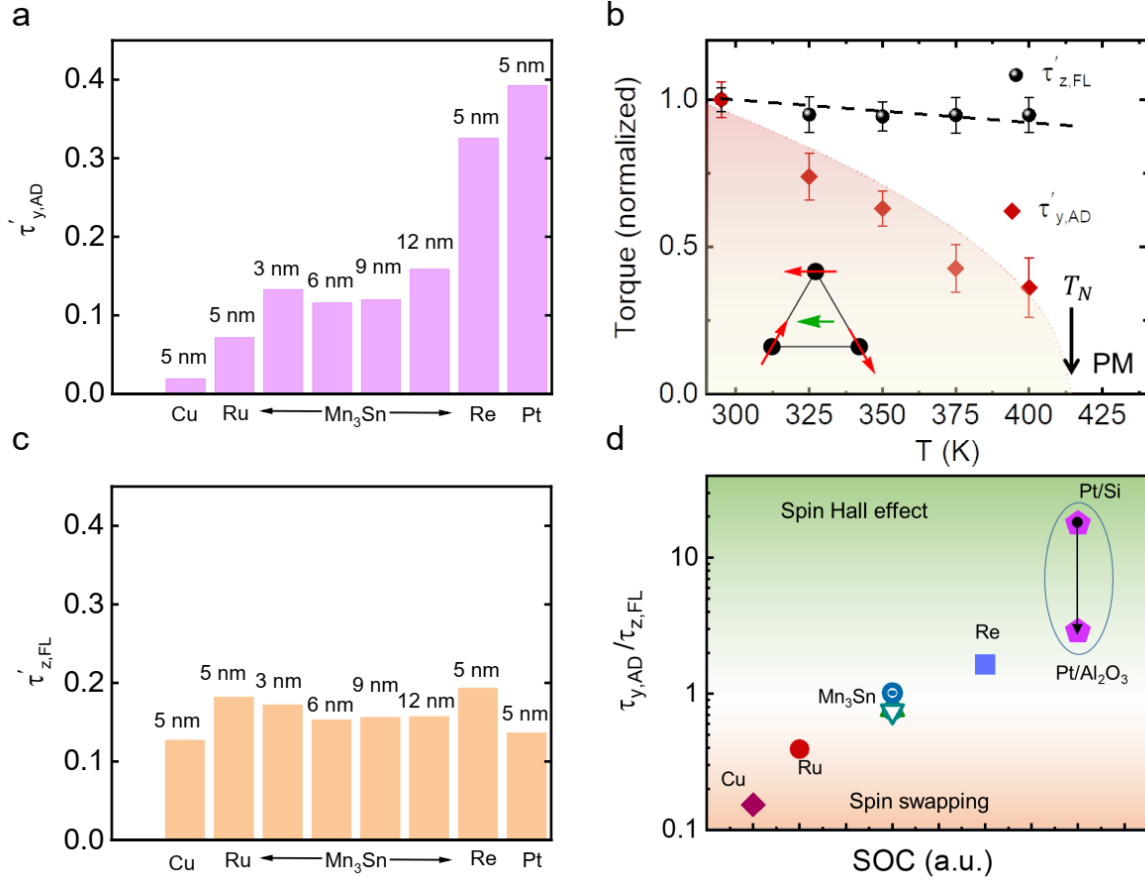 a
τ′y,AD
0.4
0.3
0.2
0.1
0.0
5 nm
5 nm
3 nm
6 nm
9 nm
12 nm
5 nm
5 nm
Cu Ru Mn₃Sn Re Pt
b
Torque (normalized)
1.0
0.5
0.0
τ′z,FL
τ′y,AD
TN
PM
300 325 350 375 400 425
T (K)
c
τ′z,FL
0.4
0.3
0.2
0.1
0.0
5 nm
5 nm
3 nm
6 nm
9 nm
12 nm
5 nm
5 nm
Cu Ru Mn₃Sn Re Pt
d
τy,AD/τz,FL
10
1
0.1
Spin Hall effect
Pt/Si
Re
Pt/Al₂O₃
Mn₃Sn
Ru
Cu
Spin swapping
SOC (a.u.)